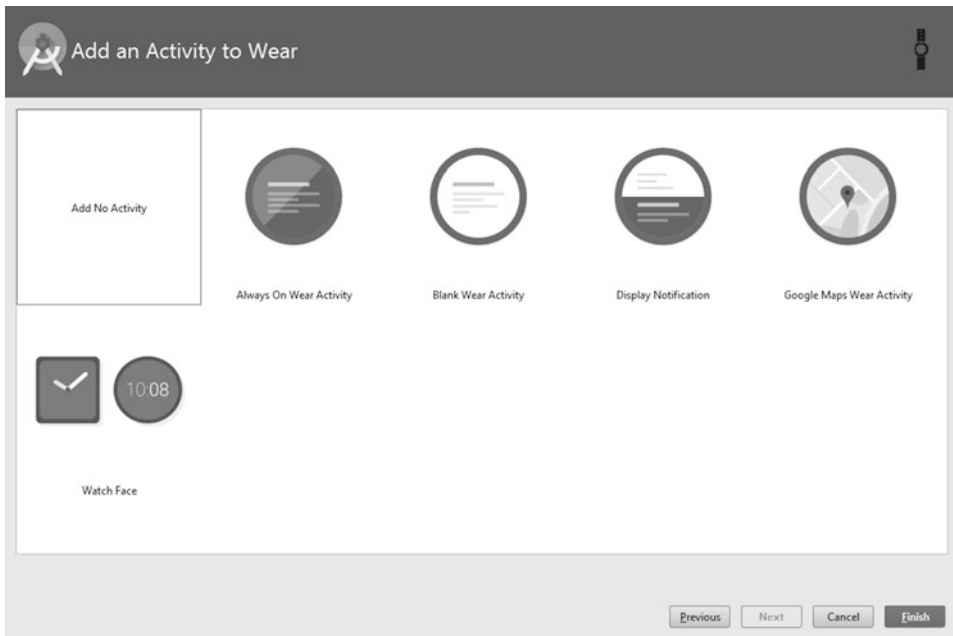 Add an Activity to Wear
Add No Activity
Always On Wear Activity
Blank Wear Activity
Display Notification
Google Maps Wear Activity
10:08
Watch Face
Previous
Next
Cancel
Finish